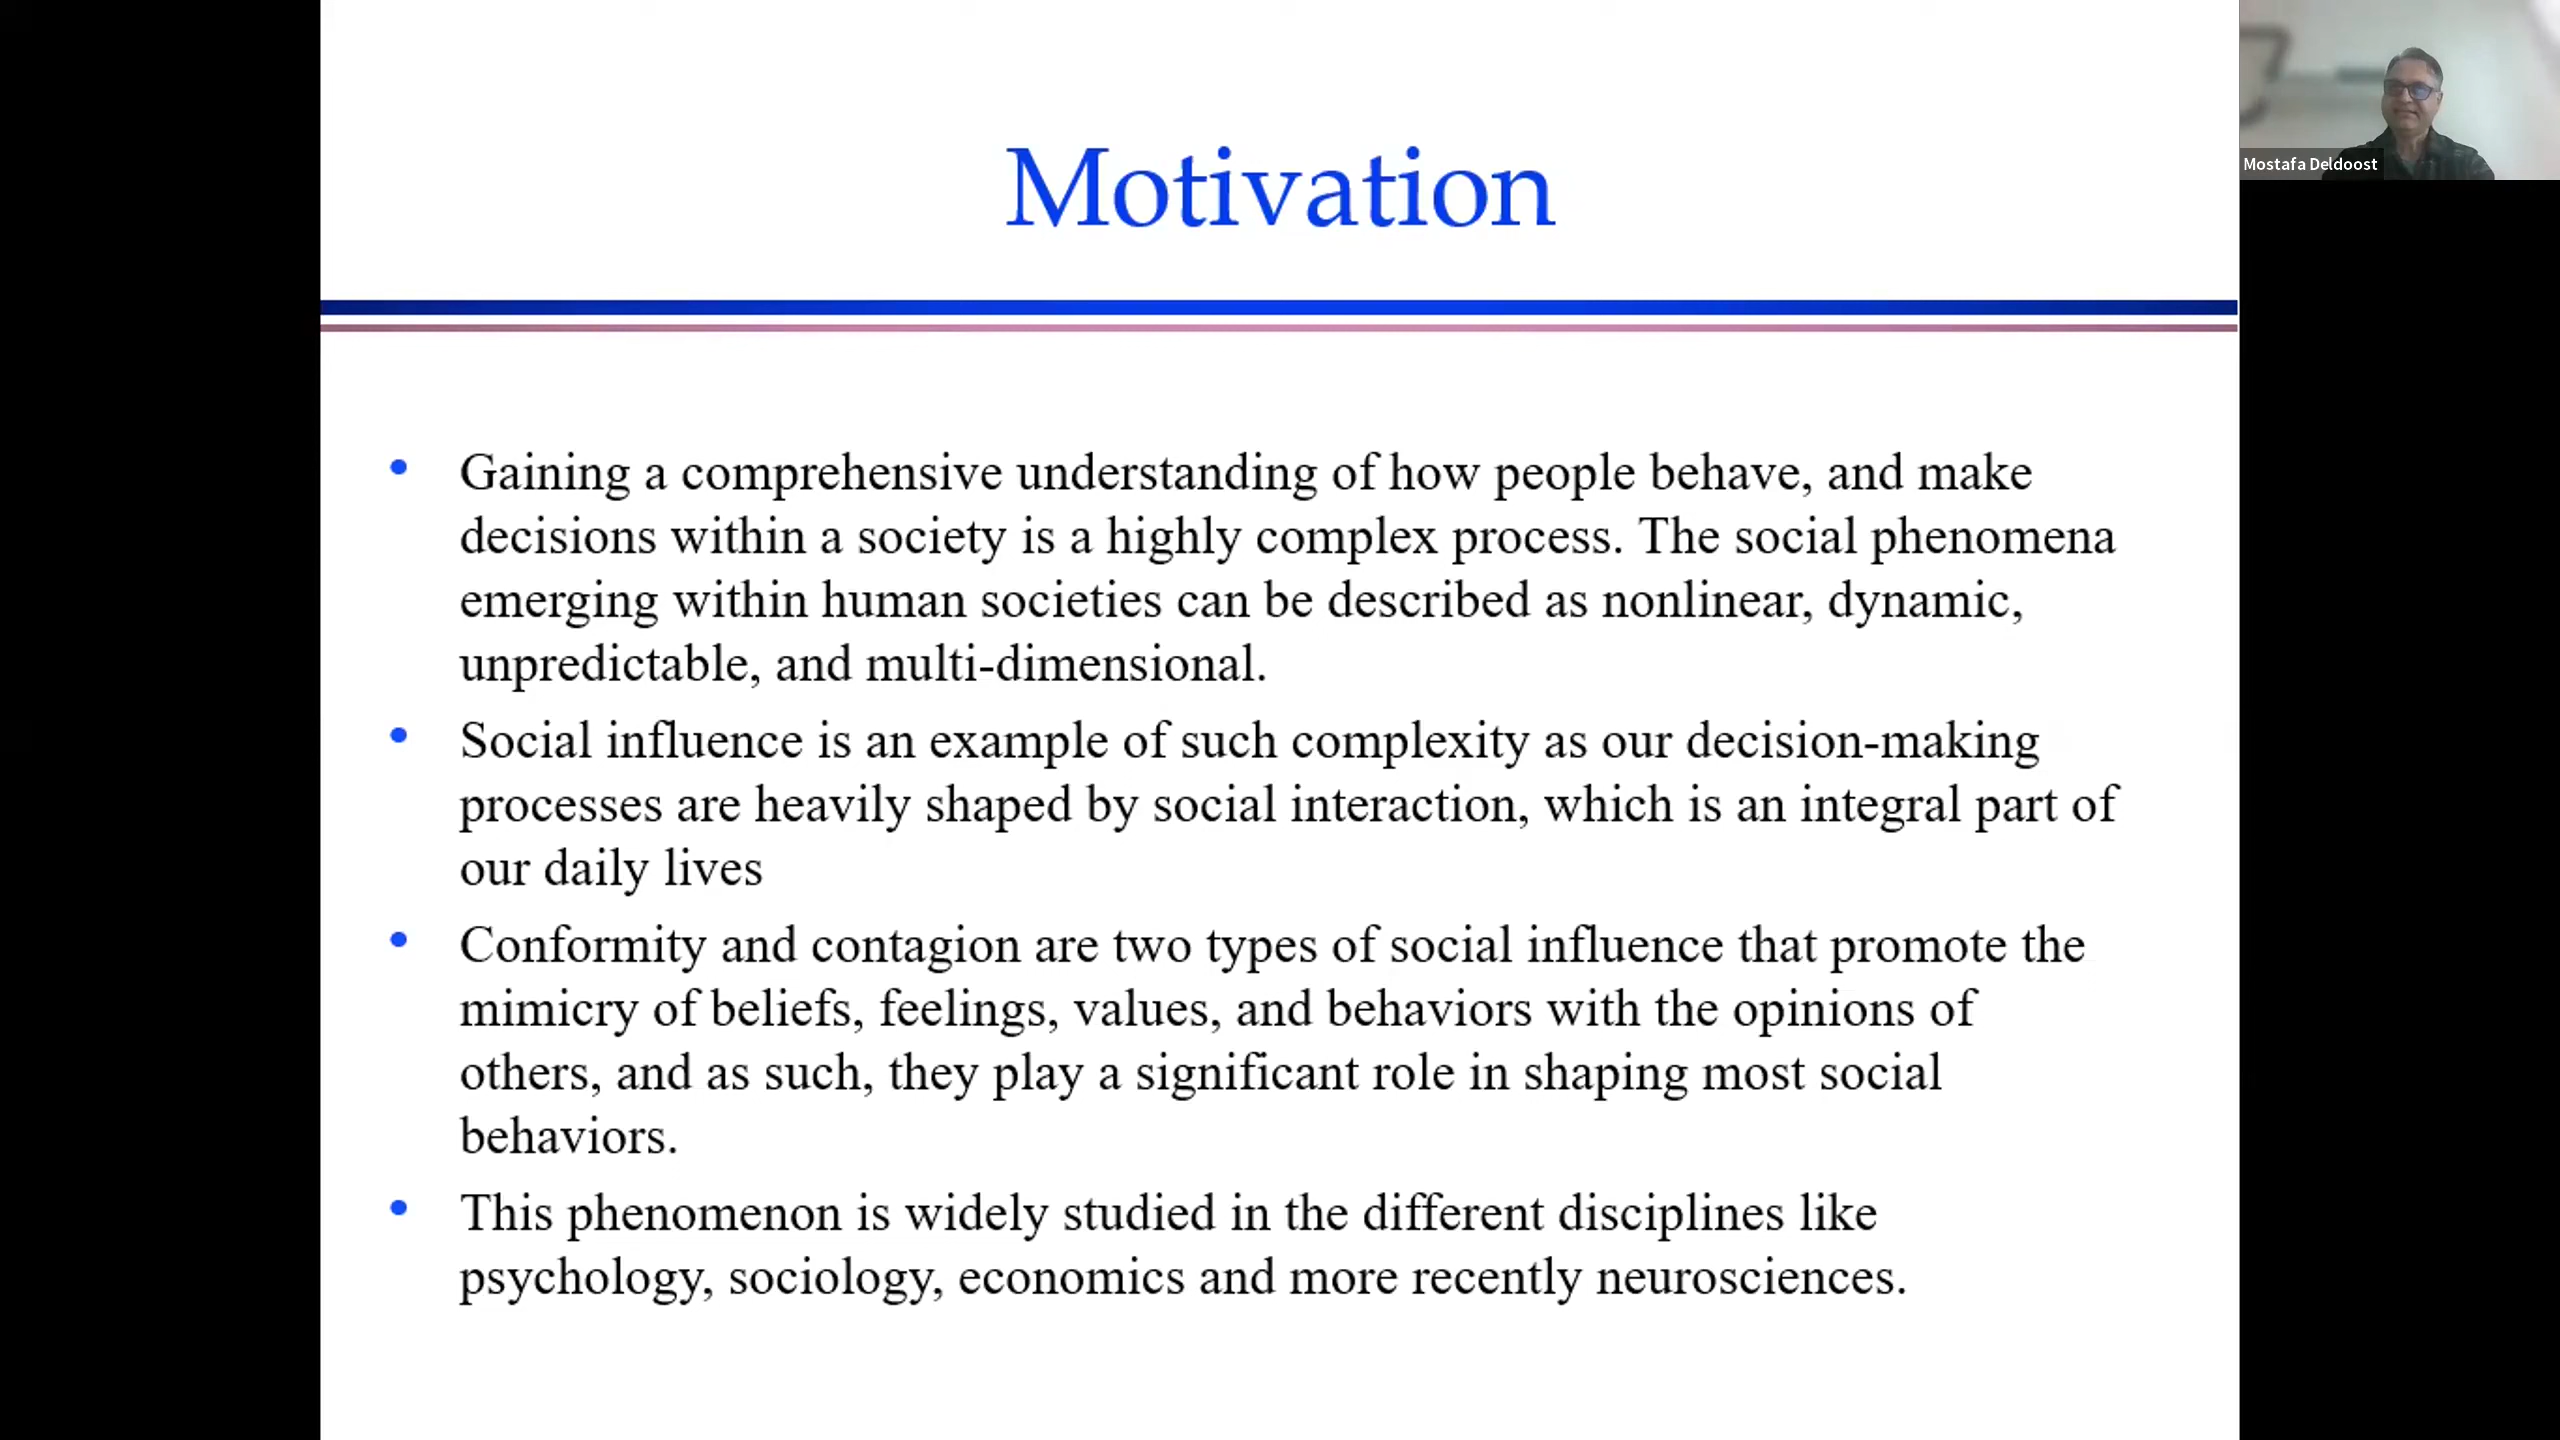 Motivation
Mostafa Deldoost
• Gaining a comprehensive understanding of how people behave, and make
decisions within a society is a highly complex process. The social phenomena
emerging within human societies can be described as nonlinear, dynamic,
unpredictable, and multi-dimensional.
• Social influence is an example of such complexity as our decision-making
processes are heavily shaped by social interaction, which is an integral part of
our daily lives
• Conformity and contagion are two types of social influence that promote the
mimicry of beliefs, feelings, values, and behaviors with the opinions of
others, and as such, they play a significant role in shaping most social
behaviors.
• This phenomenon is widely studied in the different disciplines like
psychology, sociology, economics and more recently neurosciences.